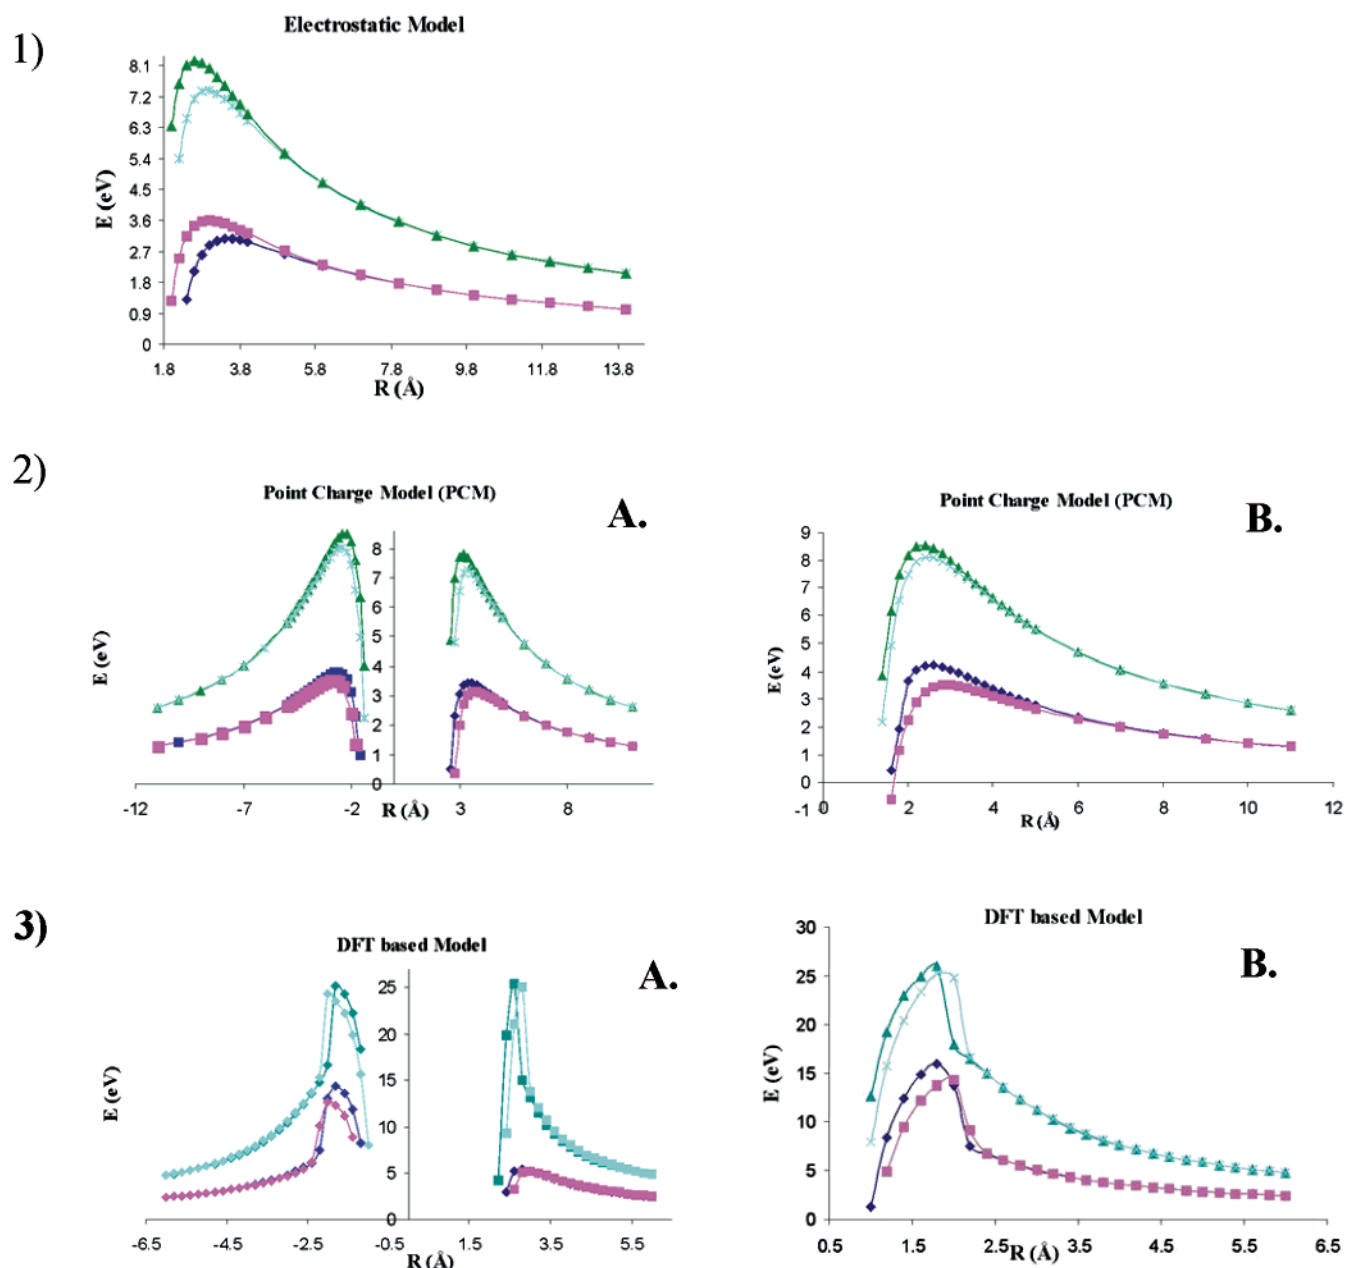 1)
Electrostatic Model
E (eV)
8.1
7.2
6.3
5.4
4.5
3.6
2.7
1.8
0.9
0
1.8 3.8 5.8 7.8 9.8 11.8 13.8
R (Å)
2)
Point Charge Model (PCM)
A.
E (eV)
8
7
6
5
4
3
2
1
0
-12 -7 -2 3 8
R (Å)
Point Charge Model (PCM)
B.
E (eV)
9
8
7
6
5
4
3
2
1
0
-1
0 2 4 6 8 10 12
R (Å)
3)
DFT based Model
A.
E (eV)
25
20
15
10
5
0
-6.5 -4.5 -2.5 -0.5 1.5 3.5 5.5
R (Å)
DFT based Model
B.
E (eV)
30
25
20
15
10
5
0
0.5 1.5 2.5 3.5 4.5 5.5 6.5
R (Å)